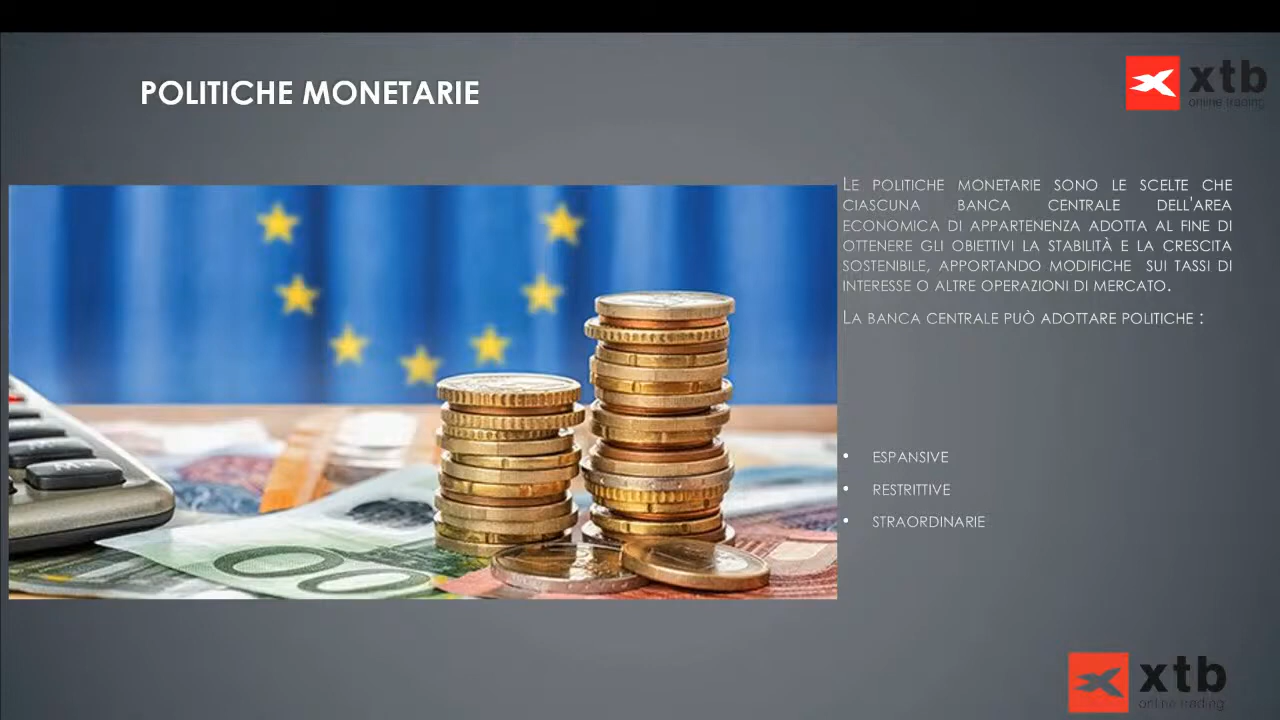 POLITICHE MONETARIE
xtb
online trading
LE POLITICHE MONETARIE SONO LE SCELTE CHE
CIASCUNA BANCA CENTRALE DELL'AREA
ECONOMICA DI APPARTENENZA ADOTTA AL FINE DI
OTTENERE GLI OBIETTIVI LA STABILITÀ E LA CRESCITA
SOSTENIBILE, APPORTANDO MODIFICHE SUI TASSI DI
INTERESSE O ALTRE OPERAZIONI DI MERCATO.
LA BANCA CENTRALE PUÒ ADOTTARE POLITICHE :
• ESPANSIVE
• RESTRITTIVE
• STRAORDINARIE
xtb
online trading